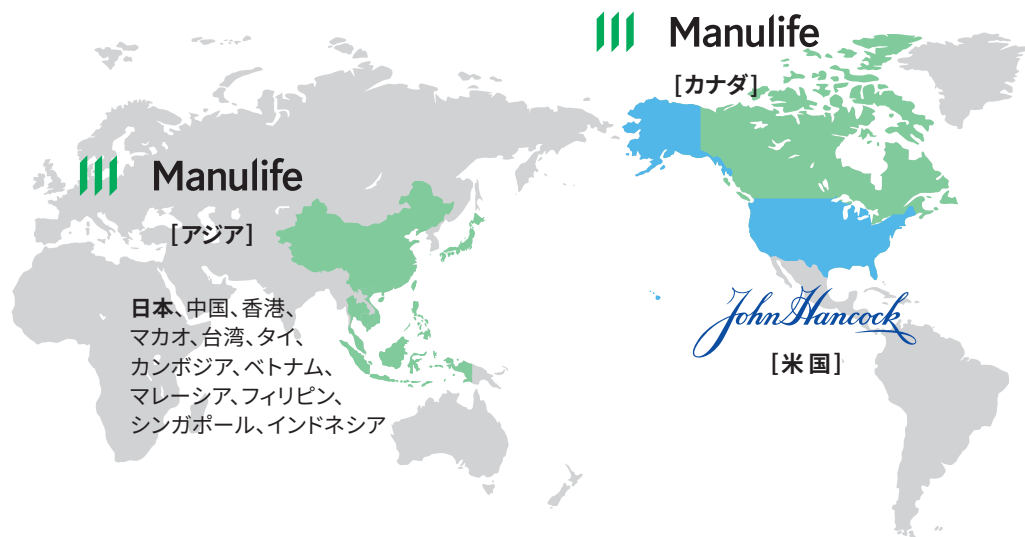 Manulife
[カナダ]
Manulife
[アジア]
日本、中国、香港、
マカオ、台湾、タイ、
カンボジア、ベトナム、
マレーシア、フィリピン、
シンガポール、インドネシア
John Hancock
[米国]